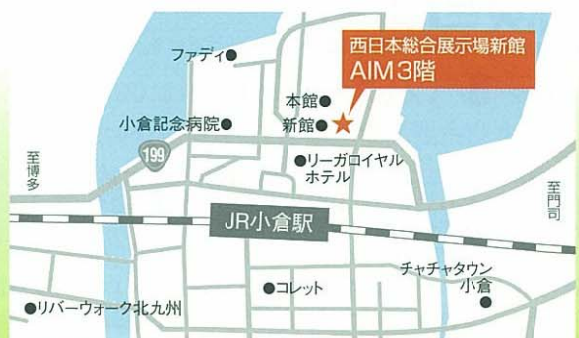 西日本総合展示場新館
AIM3階
ファディ
本館
新館
小倉記念病院
199
リーガロイヤル
ホテル
至博多
至門司
JR小倉駅
チャチャタウン
小倉
コレット
リバーウォーク北九州